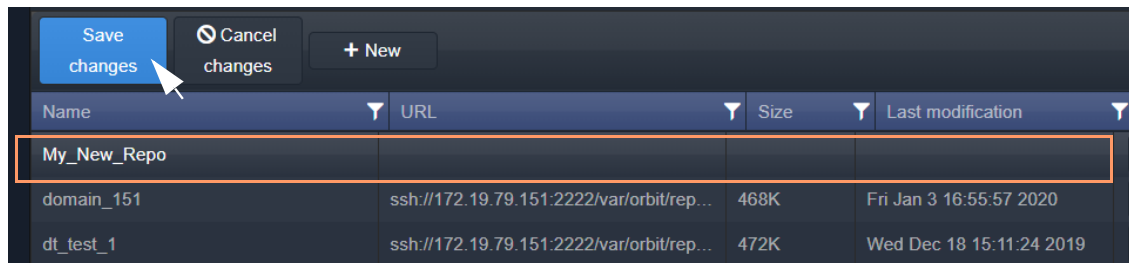 Save
changes
Cancel
changes
+ New
Name URL Size Last modification
My_New_Repo
domain_151 ssh://172.19.79.151:2222/var/orbit/rep... 468K Fri Jan 3 16:55:57 2020
dt_test_1 ssh://172.19.79.151:2222/var/orbit/rep... 472K Wed Dec 18 15:11:24 2019